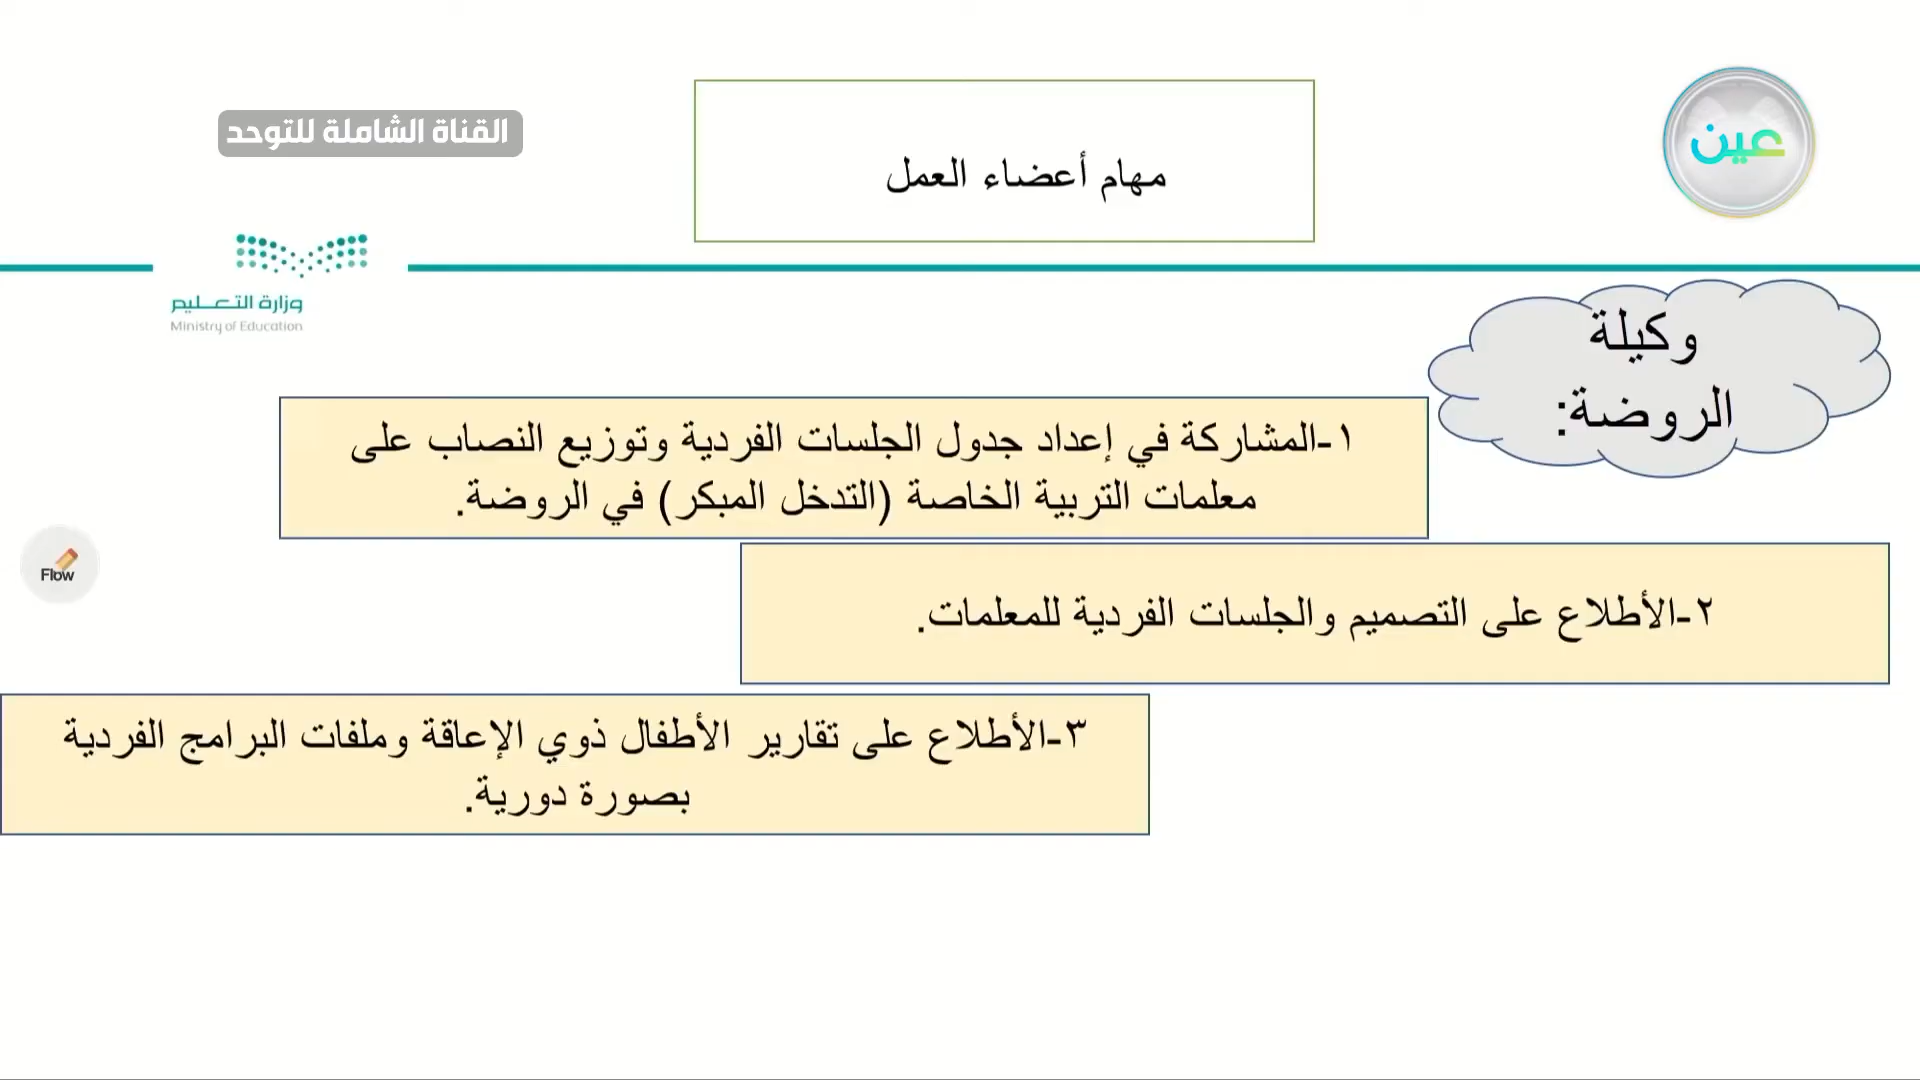 عين
مهام أعضاء العمل
القناة الشاملة للتوحد
وزارة التعليم
Ministry of Education
وكيلة
الروضة:
١-المشاركة في إعداد جدول الجلسات الفردية وتوزيع النصاب على
معلمات التربية الخاصة (التدخل المبكر) في الروضة.
٢-الأطلاع على التصميم والجلسات الفردية للمعلمات.
٣-الأطلاع على تقارير الأطفال ذوي الإعاقة وملفات البرامج الفردية
بصورة دورية.
Flow